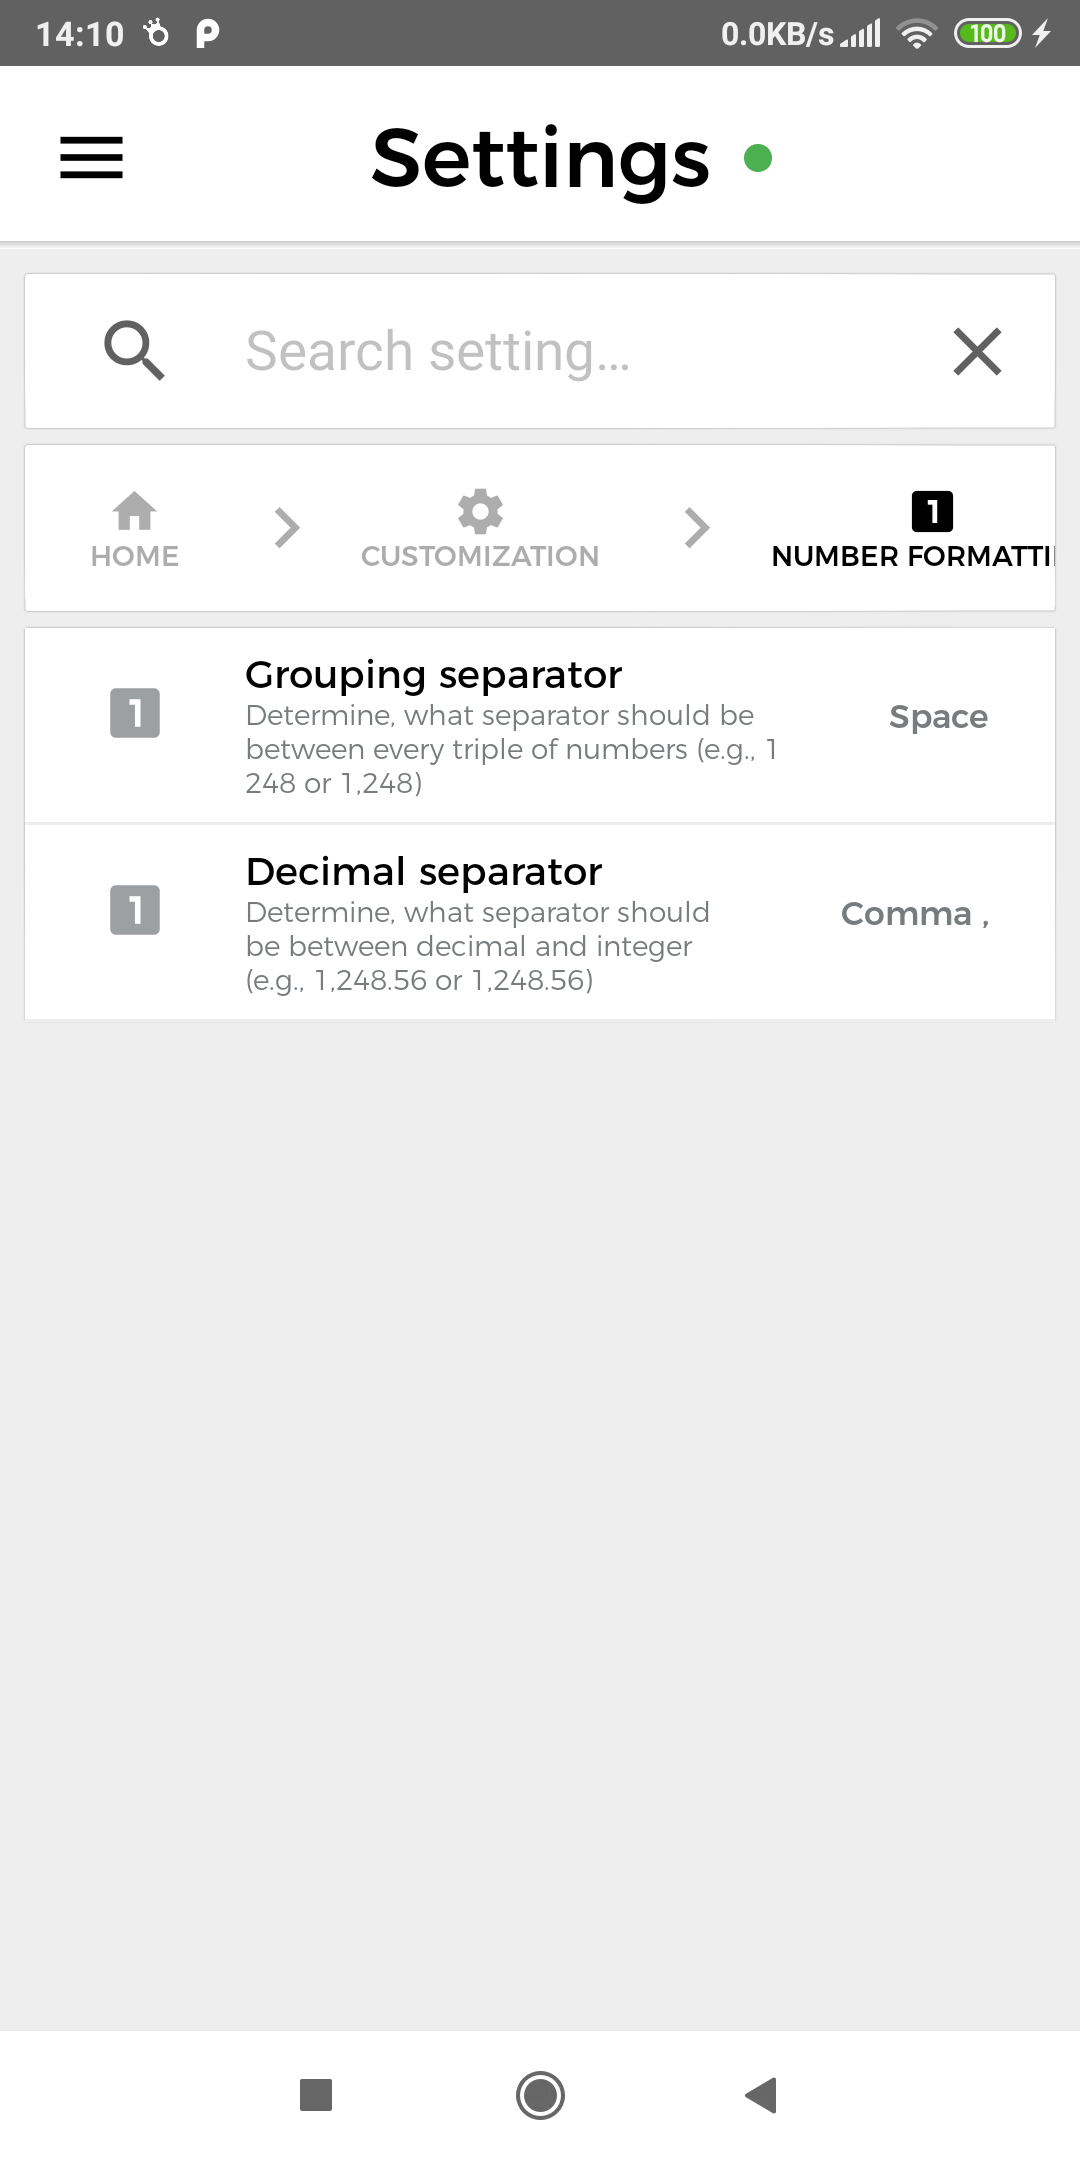 14:10
0.0KB/s
100
Settings
Search setting...
HOME
CUSTOMIZATION
1
NUMBER FORMATTI
1
Grouping separator
Determine, what separator should be
between every triple of numbers (e.g., 1
248 or 1,248)
Space
1
Decimal separator
Determine, what separator should
be between decimal and integer
(e.g., 1,248.56 or 1,248.56)
Comma ,